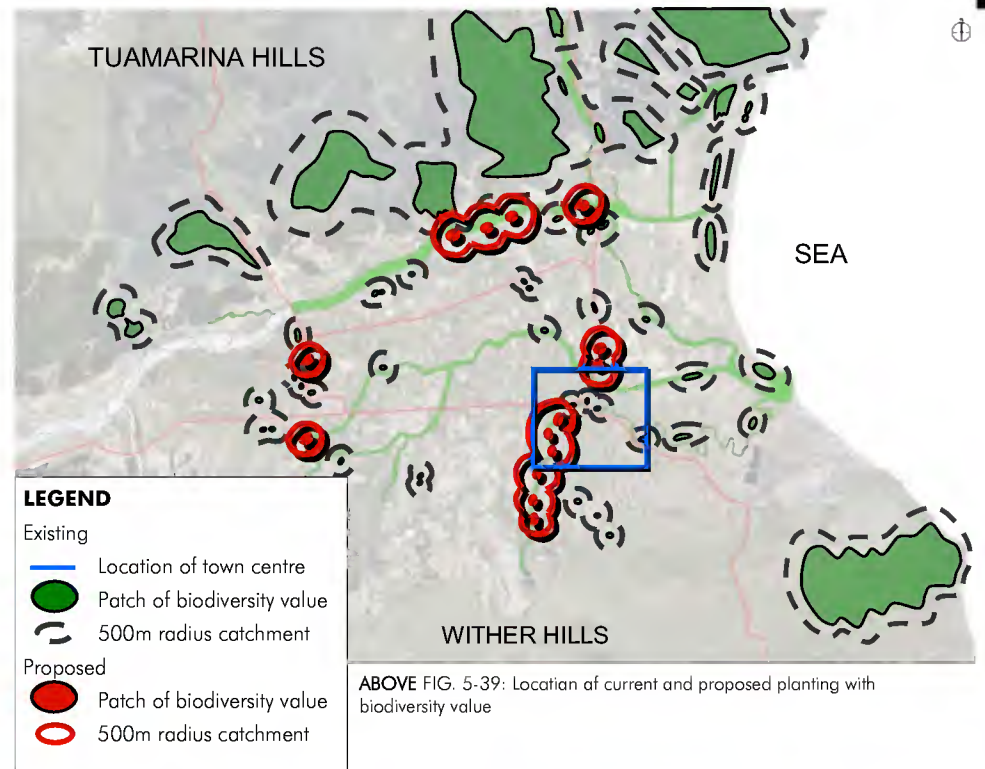 TUAMARINA HILLS
SEA
WITHER HILLS
LEGEND
Existing
Location of town centre
Patch of biodiversity value
500m radius catchment
Proposed
Patch of biodiversity value
500m radius catchment
ABOVE FIG. 5-39: Locatian af current and proposed planting with
biodiversity value